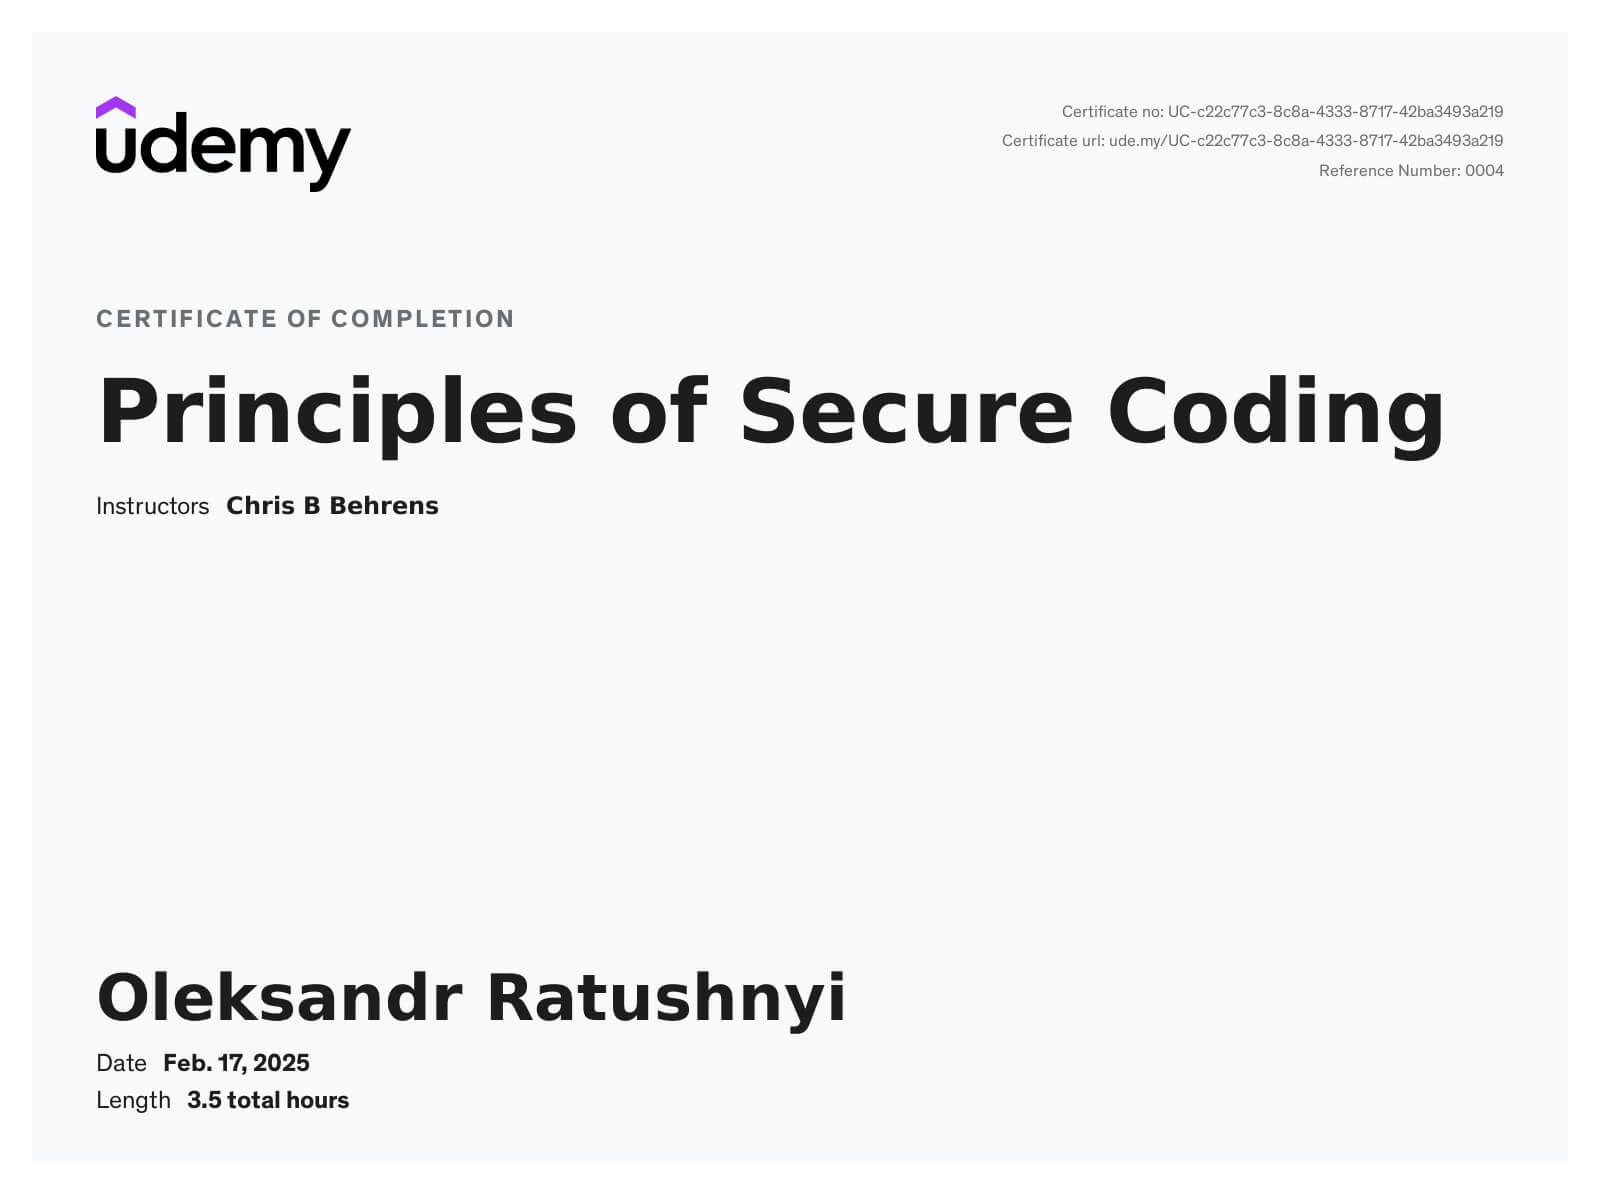 udemy
Certificate no: UC-c22c77c3-8c8a-4333-8717-42ba3493a219
Certificate url: ude.my/UC-c22c77c3-8c8a-4333-8717-42ba3493a219
Reference Number: 0004
CERTIFICATE OF COMPLETION
Principles of Secure Coding
Instructors Chris B Behrens
Oleksandr Ratushnyi
Date Feb. 17, 2025
Length 3.5 total hours